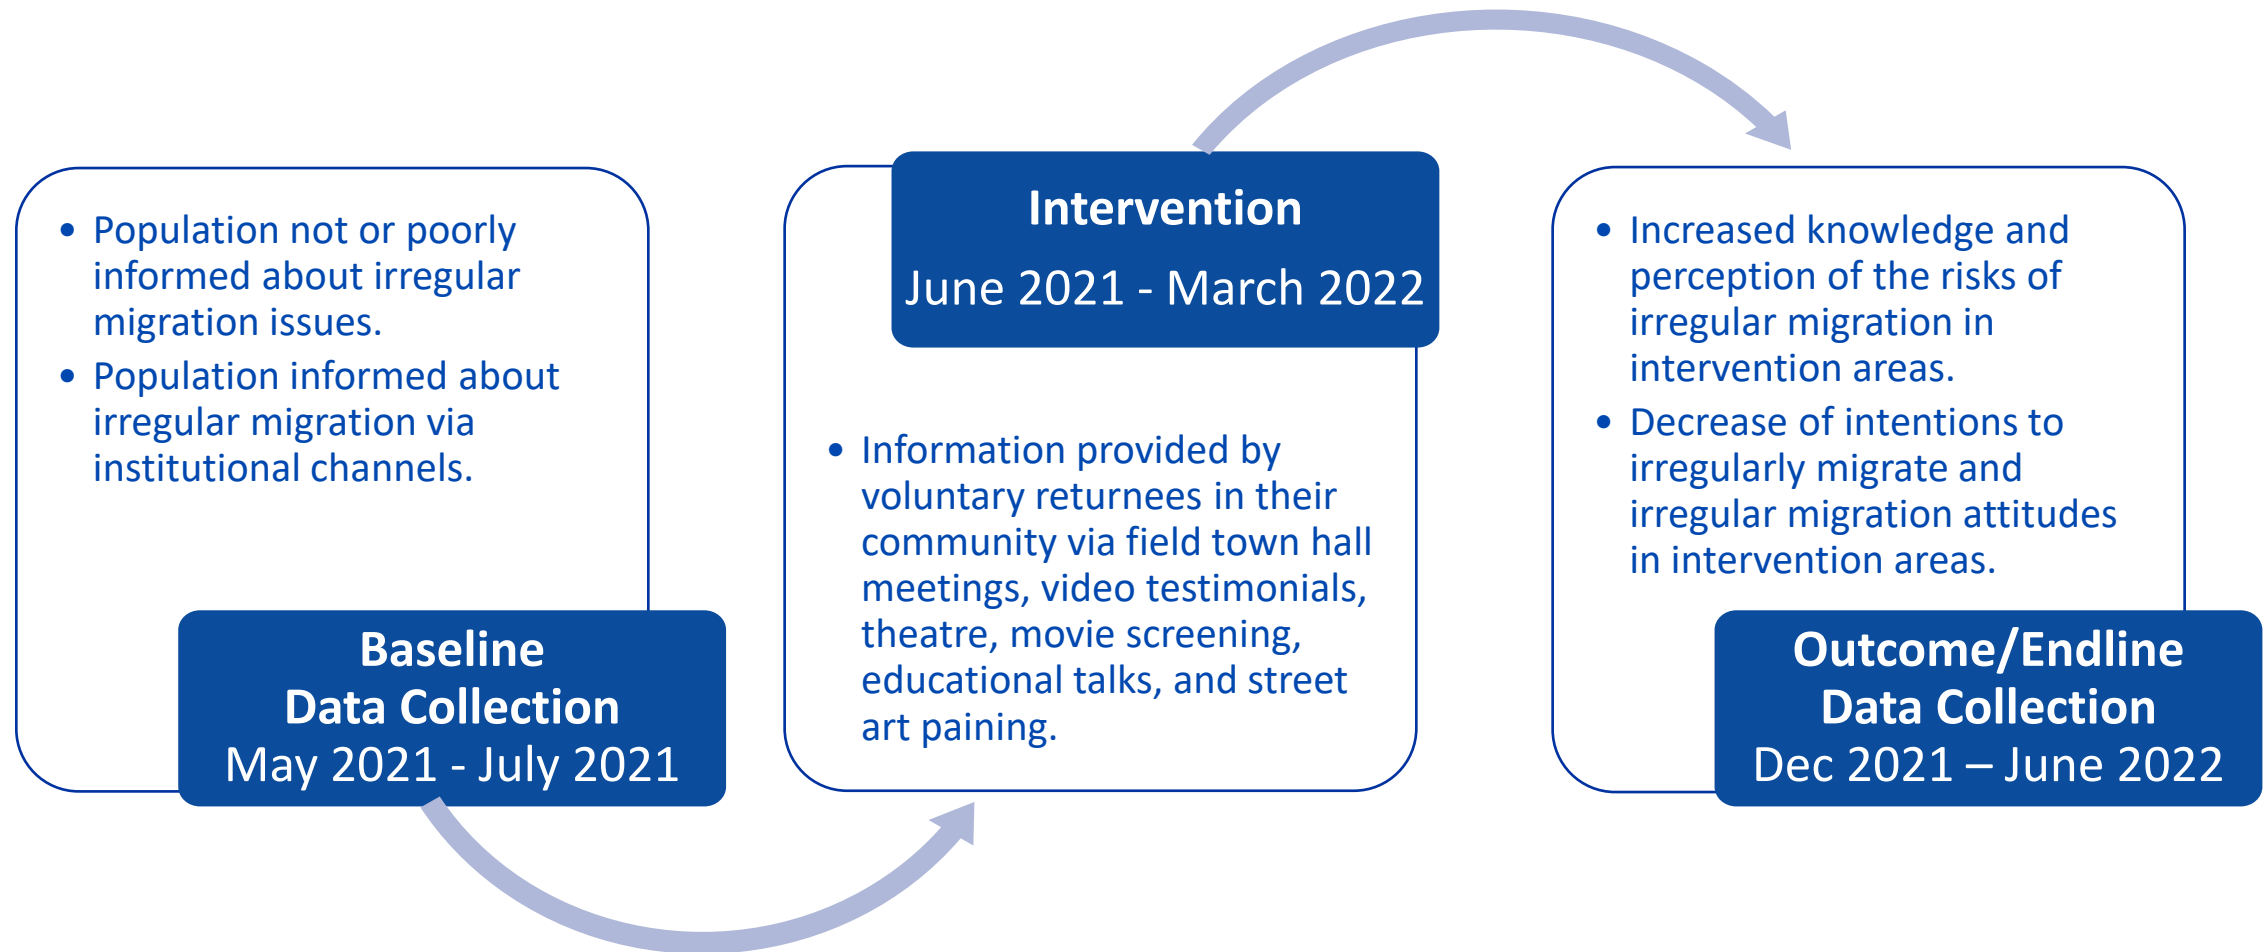 • Population not or poorly
informed about irregular
migration issues.
• Population informed about
irregular migration via
institutional channels.
Baseline
Data Collection
May 2021 - July 2021
Intervention
June 2021 - March 2022
• Information provided by
voluntary returnees in their
community via field town hall
meetings, video testimonials,
theatre, movie screening,
educational talks, and street
art paining.
• Increased knowledge and
perception of the risks of
irregular migration in
intervention areas.
• Decrease of intentions to
irregularly migrate and
irregular migration attitudes
in intervention areas.
Outcome/Endline
Data Collection
Dec 2021 – June 2022